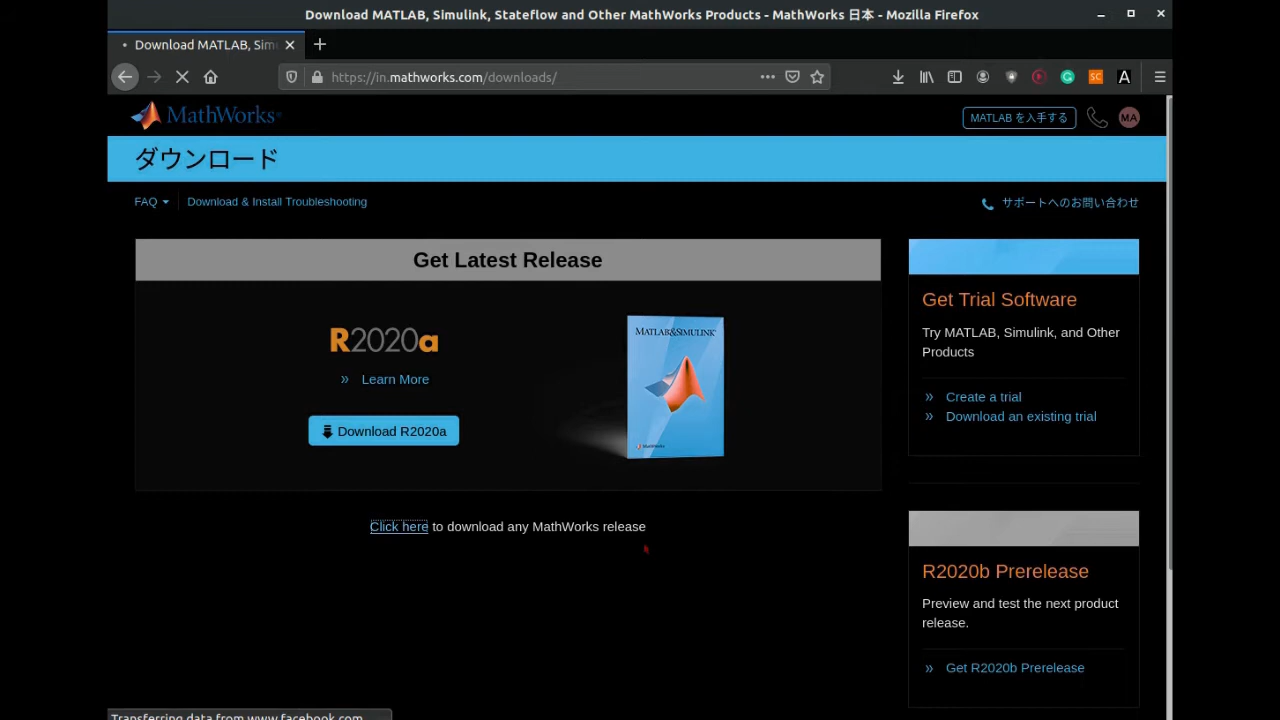 Download MATLAB, Simulink, Stateflow and Other MathWorks Products - MathWorks 日本 - Mozilla Firefox
Download MATLAB, Sim
https://in.mathworks.com/downloads/
SC
A
MathWorks®
MATLAB を入手する
MA
ダウンロード
FAQ
Download & Install Troubleshooting
サポートへのお問い合わせ
Get Latest Release
R2020a
» Learn More
Download R2020a
MATLAB&SIMULINK
MathWorks
Click here to download any MathWorks release
Get Trial Software
Try MATLAB, Simulink, and Other
Products
» Create a trial
» Download an existing trial
R2020b Prerelease
Preview and test the next product
release.
» Get R2020b Prerelease
Transferring data from www.facebook.com